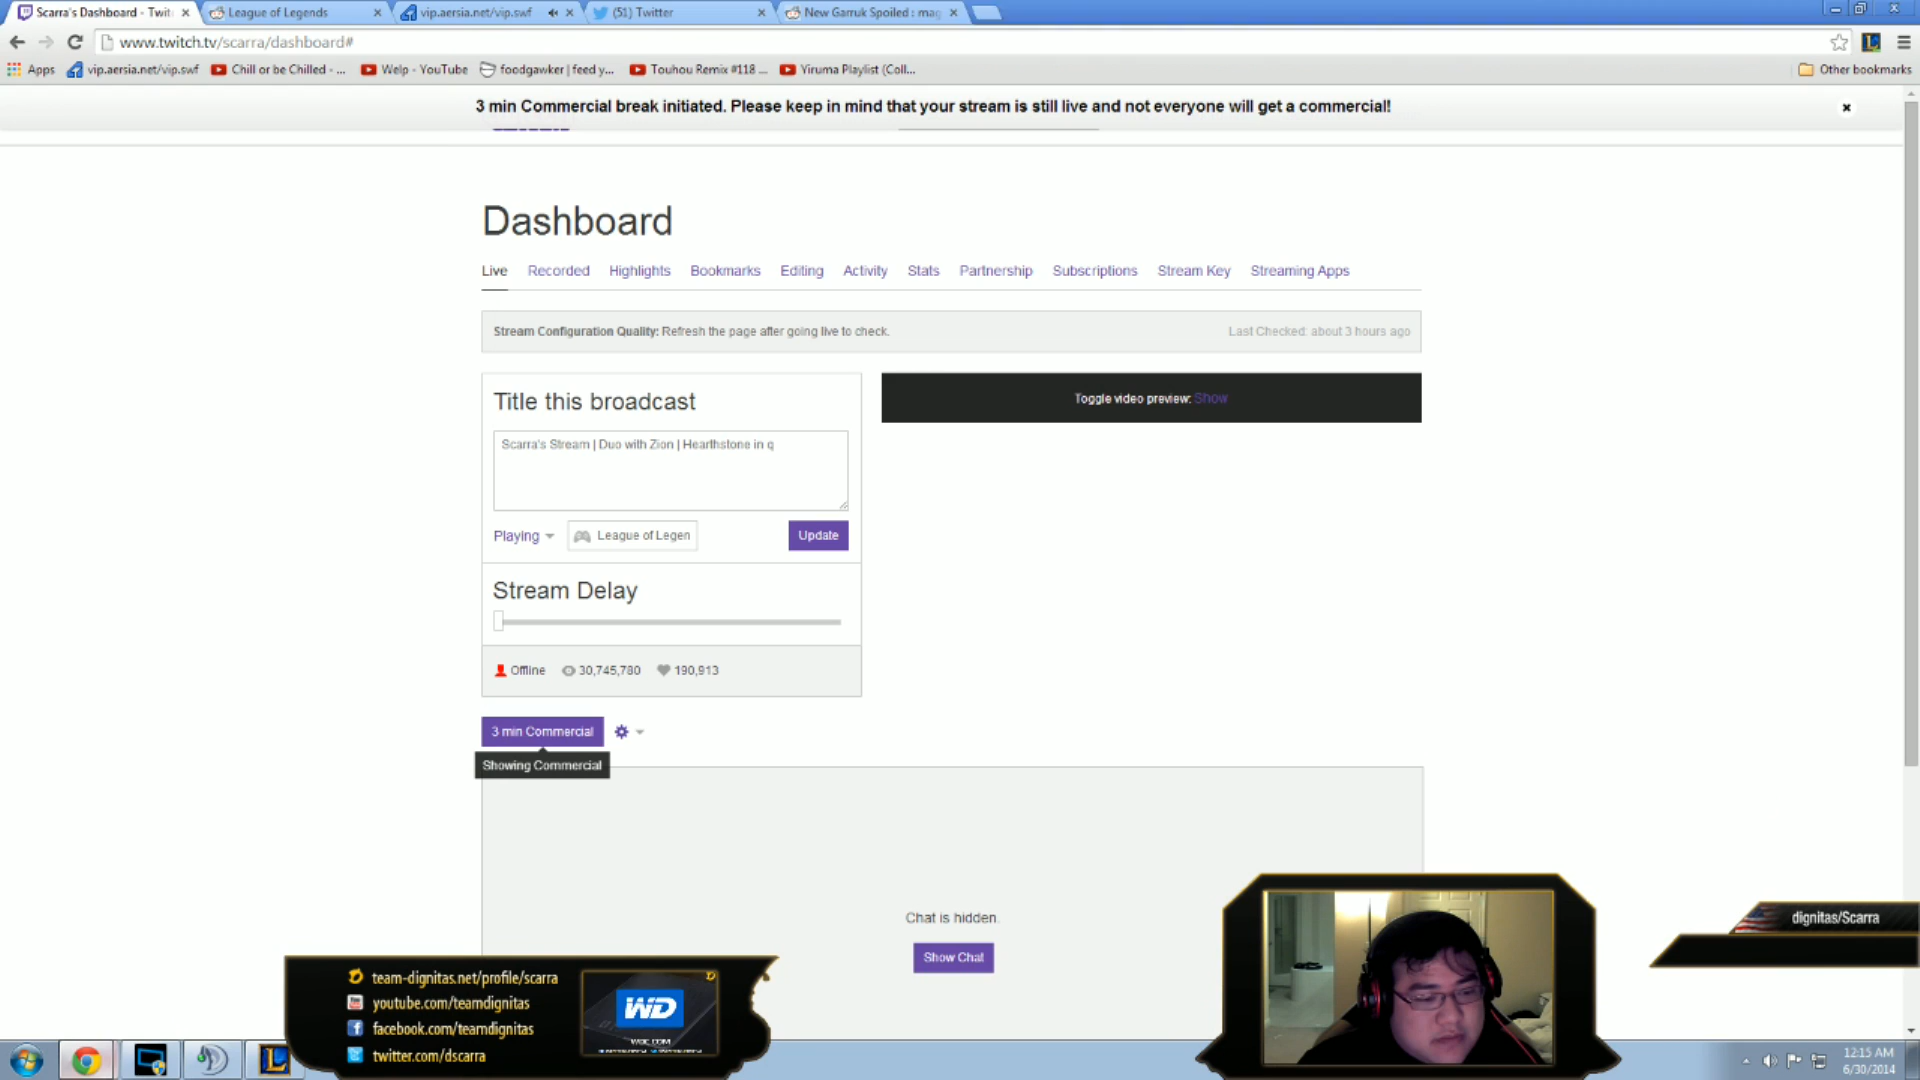 Scarra's Dashboard - Twit
League of Legends
vip.aersia.net/vip.swf
(51) Twitter
New Garruk Spoiled : mag
www.twitch.tv/scarra/dashboard#
Apps
vip.aersia.net/vip.swf
Chill or be Chilled - ...
Welp - YouTube
foodgawker | feed y...
Touhou Remix #118 ...
Yiruma Playlist (Coll...
Other bookmarks
3 min Commercial break initiated. Please keep in mind that your stream is still live and not everyone will get a commercial!
Dashboard
Live Recorded Highlights Bookmarks Editing Activity Stats Partnership Subscriptions Stream Key Streaming Apps
Stream Configuration Quality: Refresh the page after going live to check.
Last Checked: about 3 hours ago
Title this broadcast
Toggle video preview: Show
Scarra's Stream | Duo with Zion | Hearthstone in q
Playing
League of Legen
Update
Stream Delay
Offline 30,745,780 190,913
3 min Commercial
Showing Commercial
Chat is hidden.
Show Chat
dignitas/Scarra
team-dignitas.net/profile/scarra
youtube.com/teamdignitas
facebook.com/teamdignitas
twitter.com/dscarra
WD
WDC.COM
12:15 AM
6/30/2014